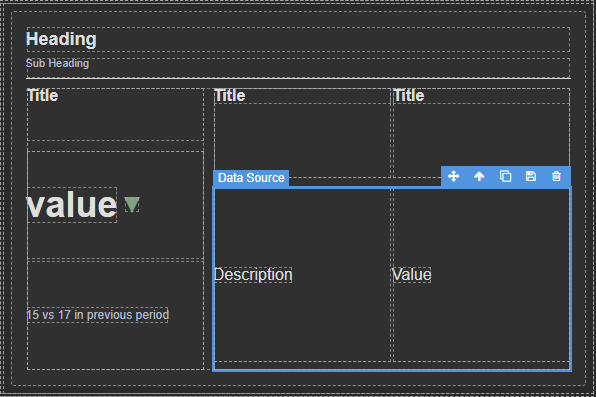 Heading
Sub Heading
Title
Title
Title
Data Source
value ▼
Description
Value
15 vs 17 in previous period